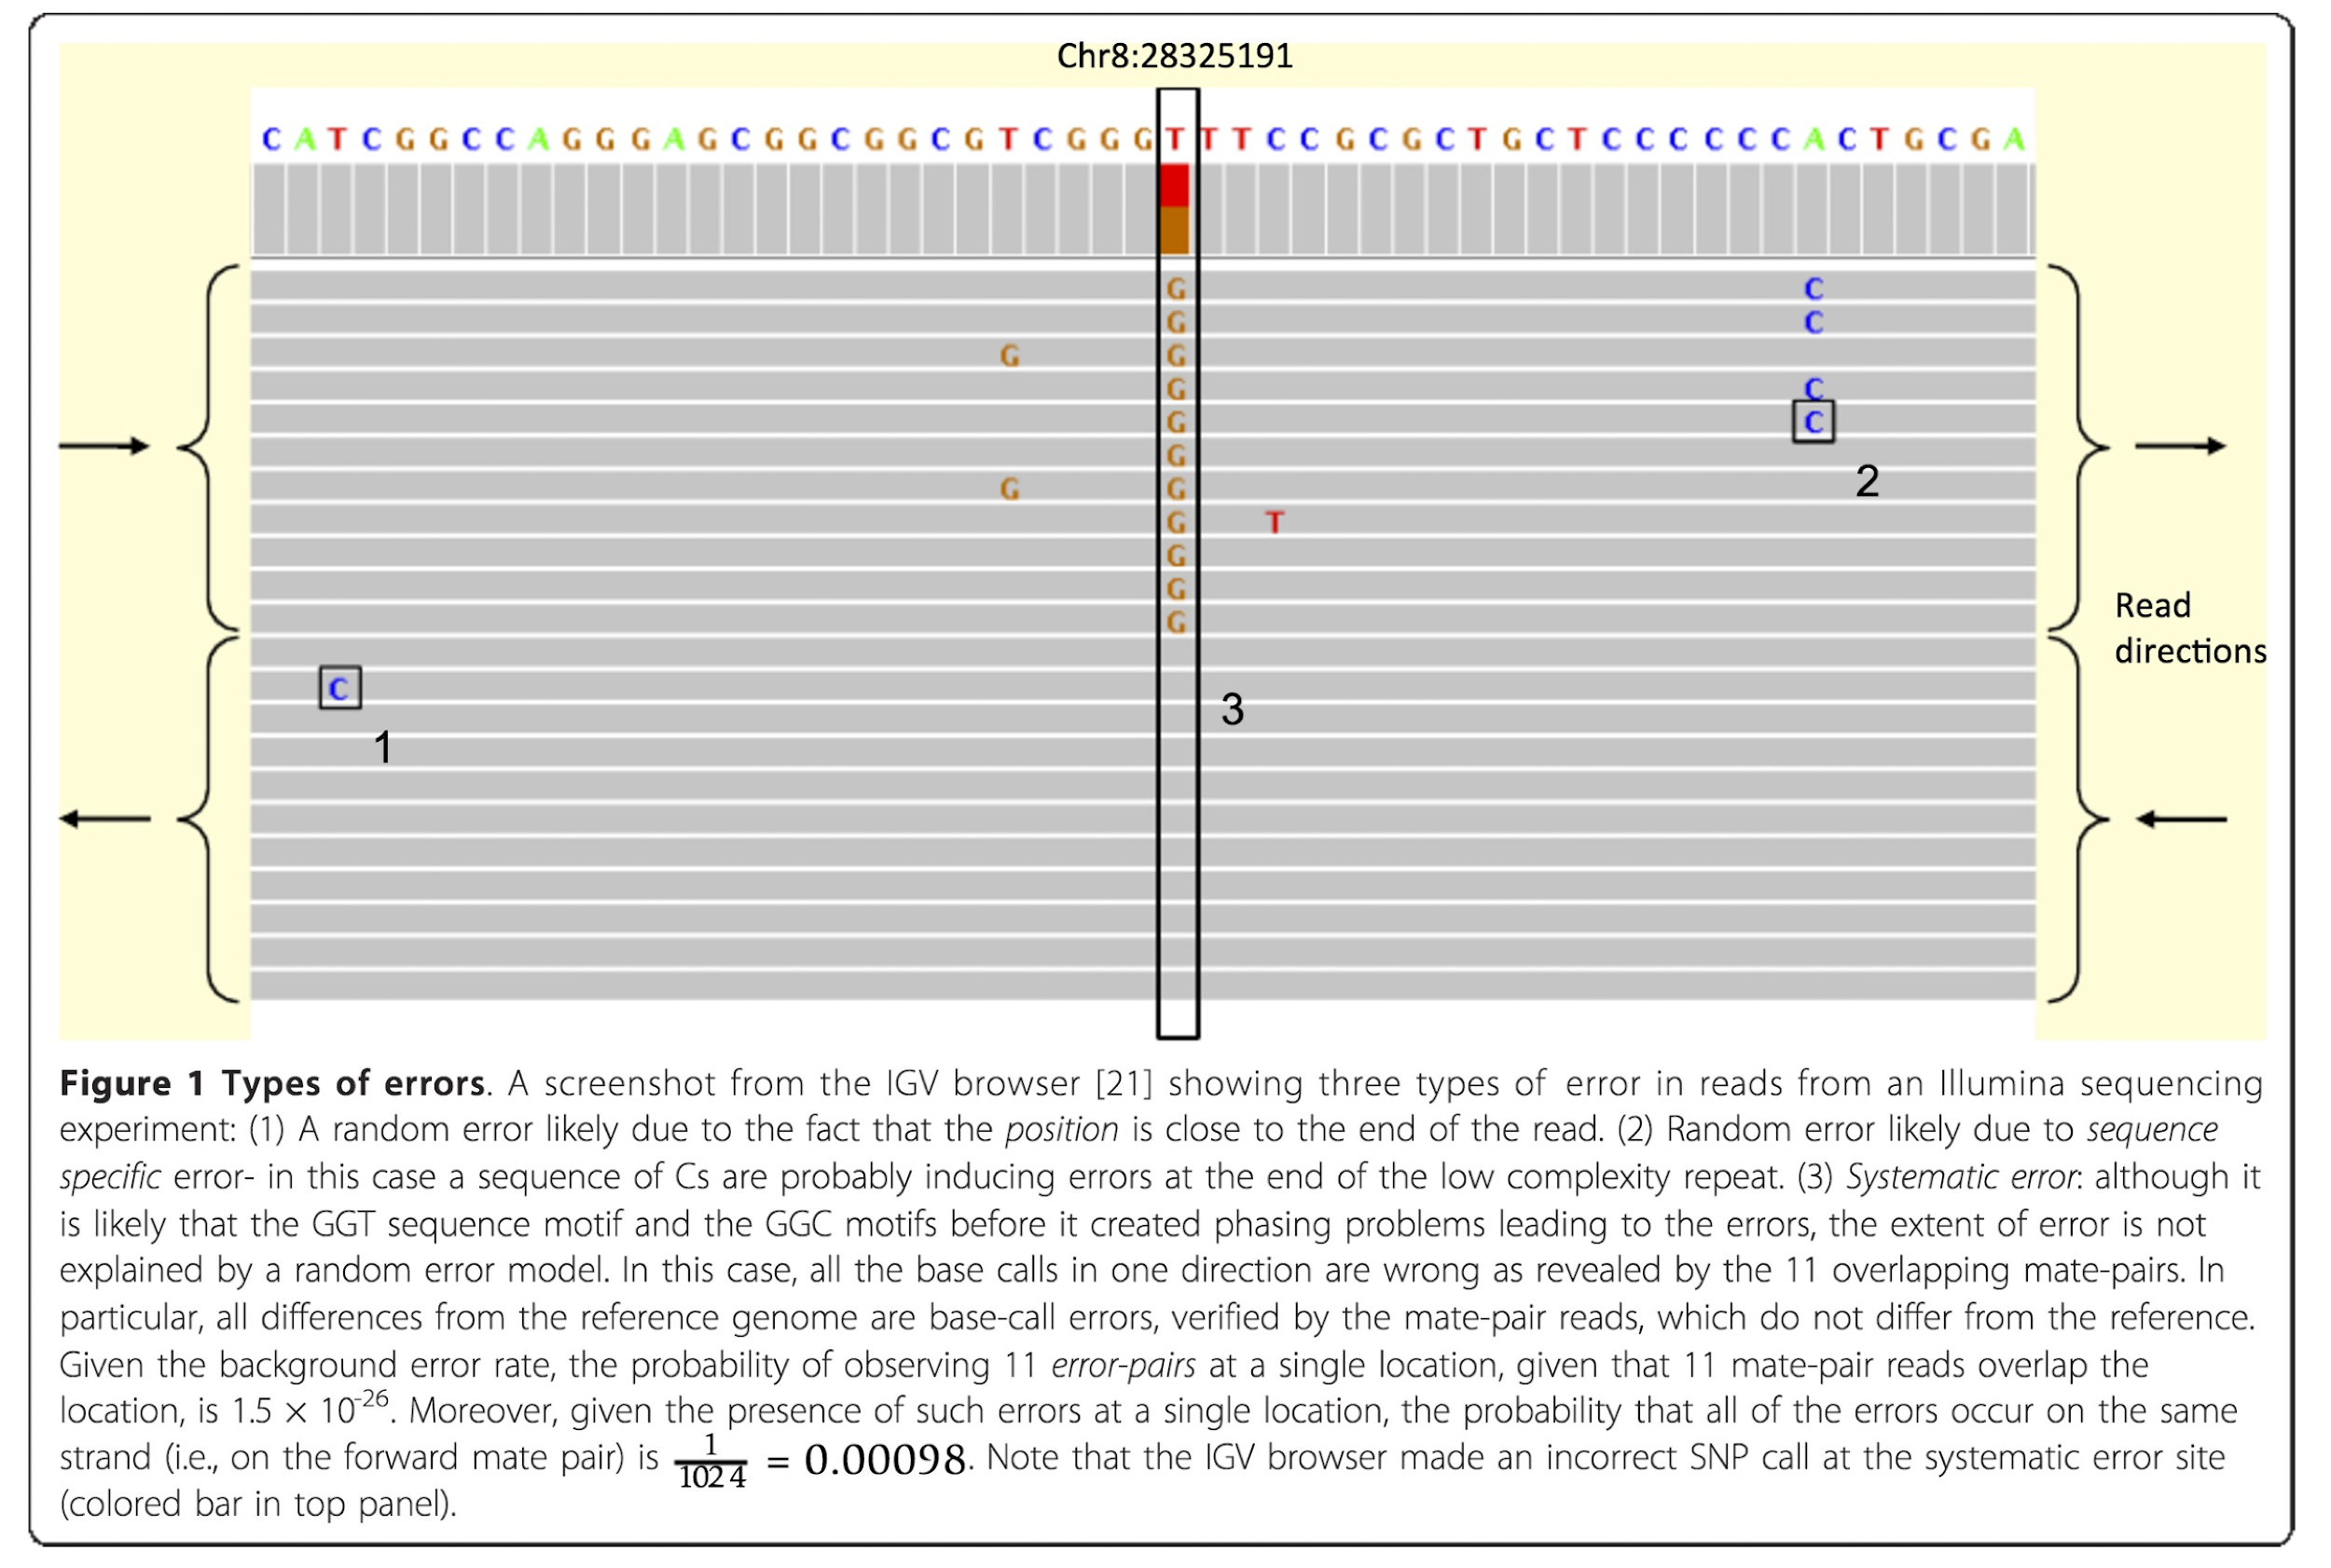 Chr8:28325191
C A T C G G C C A G G G A G C G G C G G C G T C G G G T T T C C G C G C T G C T C C C C C C A C T G C G A
G C
G C
G G
G C
G C
G
2
G G
G T
G
G
G
Read
directions
C
3
1
Figure 1 Types of errors. A screenshot from the IGV browser [21] showing three types of error in reads from an Illumina sequencing
experiment: (1) A random error likely due to the fact that the position is close to the end of the read. (2) Random error likely due to sequence
specific error- in this case a sequence of Cs are probably inducing errors at the end of the low complexity repeat. (3) Systematic error: although it
is likely that the GGT sequence motif and the GGC motifs before it created phasing problems leading to the errors, the extent of error is not
explained by a random error model. In this case, all the base calls in one direction are wrong as revealed by the 11 overlapping mate-pairs. In
particular, all differences from the reference genome are base-call errors, verified by the mate-pair reads, which do not differ from the reference.
Given the background error rate, the probability of observing 11 error-pairs at a single location, given that 11 mate-pair reads overlap the
location, is 1.5 × 10⁻²⁶. Moreover, given the presence of such errors at a single location, the probability that all of the errors occur on the same
strand (i.e., on the forward mate pair) is 1/1024 = 0.00098. Note that the IGV browser made an incorrect SNP call at the systematic error site
(colored bar in top panel).